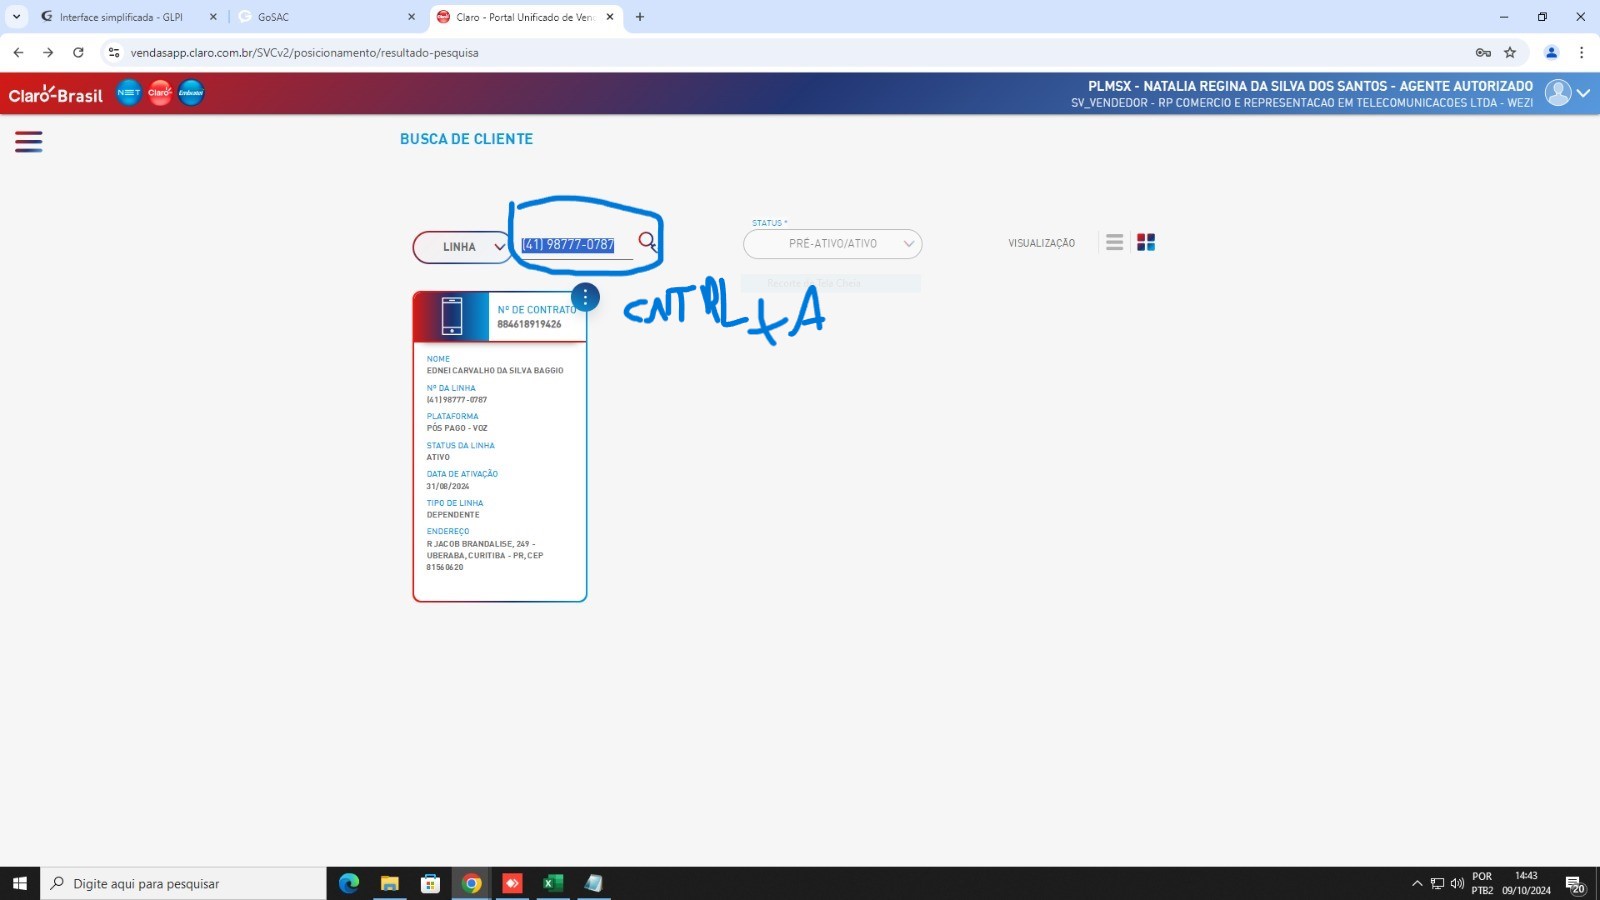 Interface simplificada - GLPI
GoSAC
Claro - Portal Unificado de Ven
vendasapp.claro.com.br/SVCv2/posicionamento/resultado-pesquisa
Claro-Brasil NET Claro Embratel
PLMSX - NATALIA REGINA DA SILVA DOS SANTOS - AGENTE AUTORIZADO
SV_VENDEDOR - RP COMERCIO E REPRESENTACAO EM TELECOMUNICACOES LTDA - WEZI
BUSCA DE CLIENTE
LINHA
(41) 98777-0787
STATUS *
PRÉ-ATIVO/ATIVO
VISUALIZAÇÃO
CNTRL + A
Nº DE CONTRATO
884618919426
NOME
EDNEI CARVALHO DA SILVA BAGGIO
Nº DA LINHA
(41)98777-0787
PLATAFORMA
PÓS PAGO - VOZ
STATUS DA LINHA
ATIVO
DATA DE ATIVAÇÃO
31/08/2024
TIPO DE LINHA
DEPENDENTE
ENDEREÇO
R JACOB BRANDALISE, 249 -
UBERABA, CURITIBA - PR, CEP
81560620
Digite aqui para pesquisar
POR
PTB2
14:43
09/10/2024
20